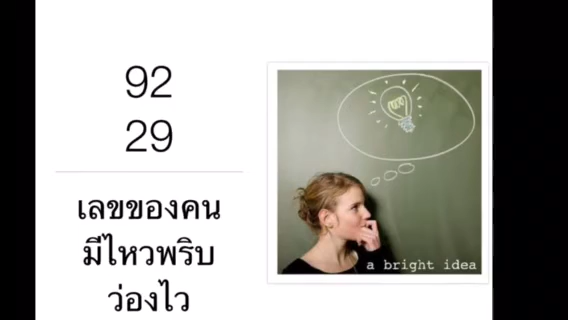 92
29
เลขของคน
มีไหวพริบ
ว่องไว
a bright idea